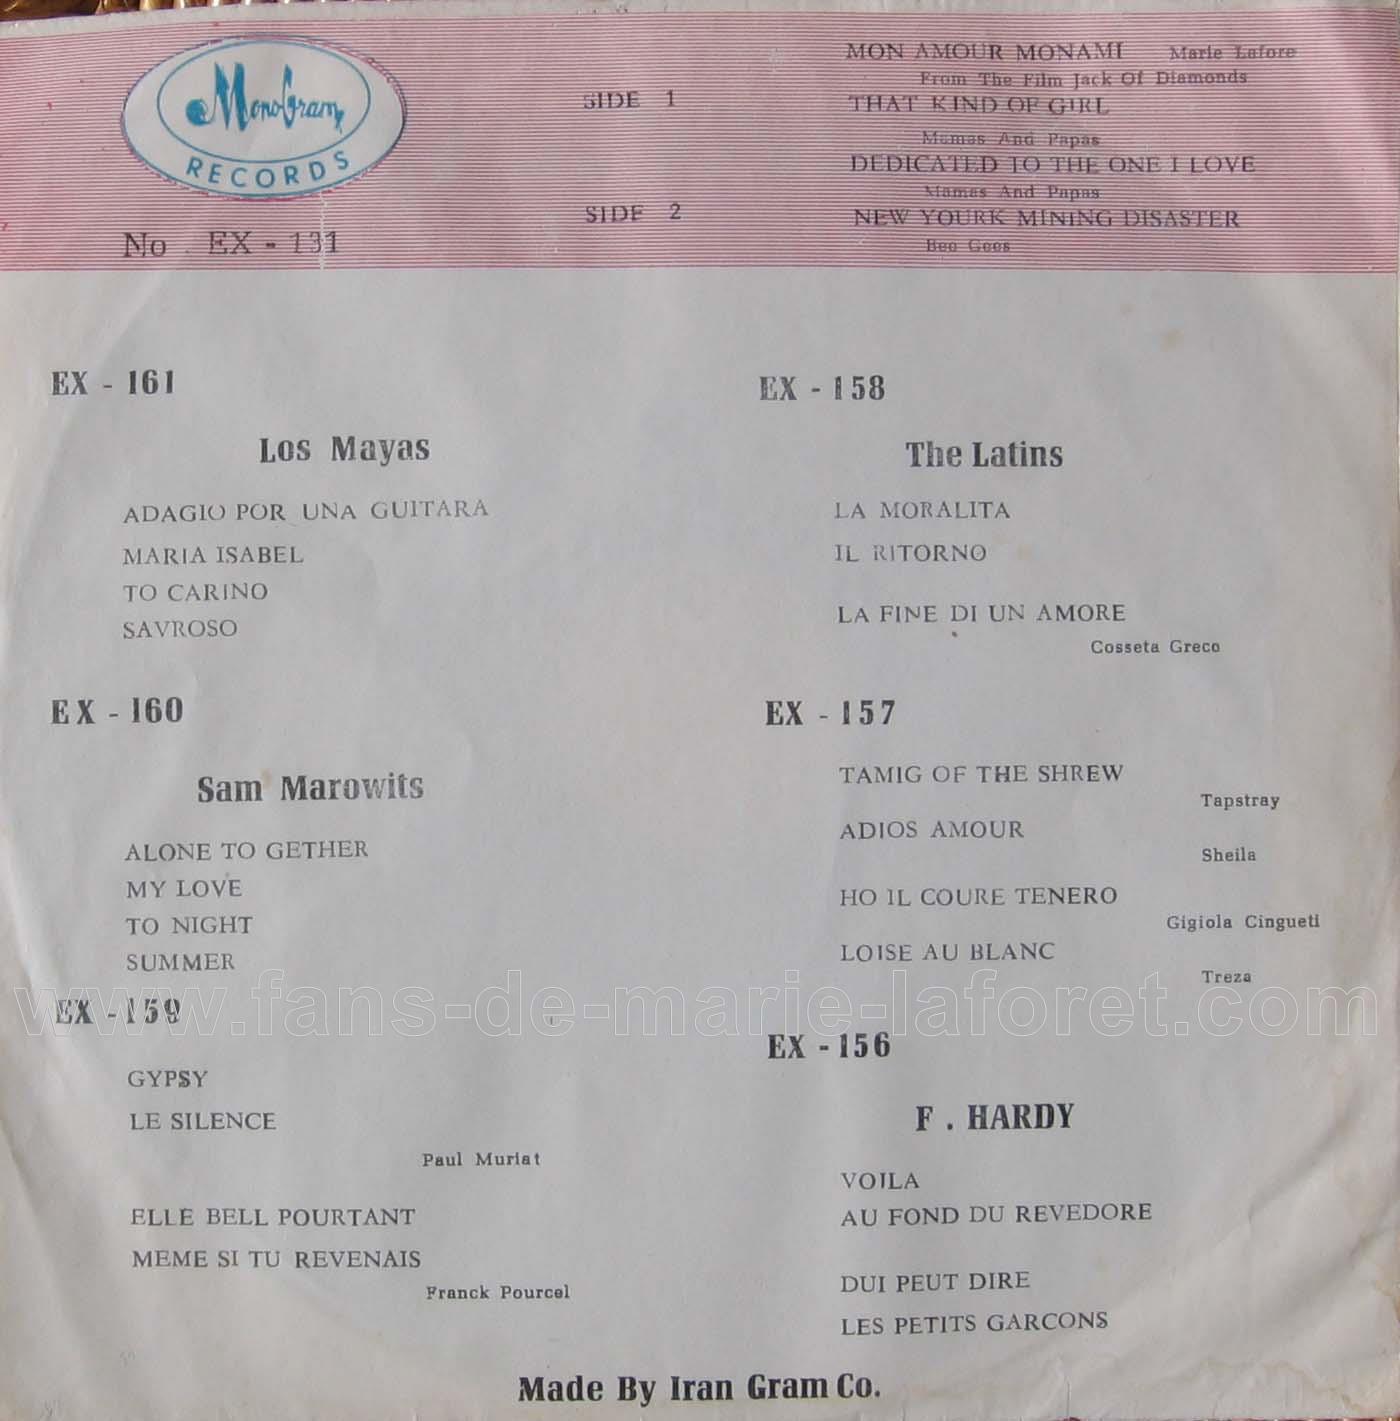 MonoGram
RECORDS
No . EX - 131
SIDE 1
MON AMOUR MONAMI Marie Lafore
From The Film Jack Of Diamonds
THAT KIND OF GIRL
Mamas And Papas
SIDE 2
DEDICATED TO THE ONE I LOVE
Mamas And Papas
NEW YOURK MINING DISASTER
Bee Gees
EX - 161
Los Mayas
ADAGIO POR UNA GUITARA
MARIA ISABEL
TO CARINO
SAVROSO
EX - 160
Sam Marowits
ALONE TO GETHER
MY LOVE
TO NIGHT
SUMMER
EX - 159
GYPSY
LE SILENCE
Paul Muriat
ELLE BELL POURTANT
MEME SI TU REVENAIS
Franck Pourcel
EX - 158
The Latins
LA MORALITA
IL RITORNO
LA FINE DI UN AMORE
Cosseta Greco
EX - 157
TAMIG OF THE SHREW
Tapstray
ADIOS AMOUR
Sheila
HO IL COURE TENERO
Gigiola Cingueti
LOISE AU BLANC
Treza
EX - 156
F . HARDY
VOILA
AU FOND DU REVEDORE
DUI PEUT DIRE
LES PETITS GARCONS
Made By Iran Gram Co.
www.fans-de-marie-laforet.com